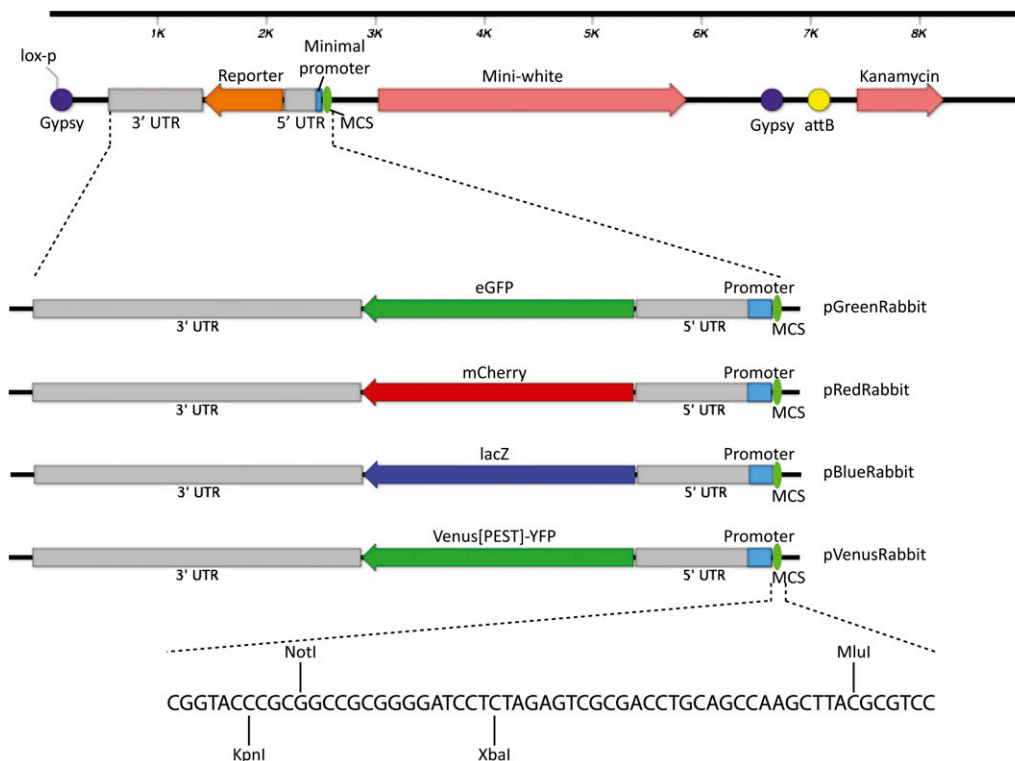 1K 2K 3K 4K 5K 6K 7K 8K
lox-p
Minimal
promoter
Reporter
Mini-white
Kanamycin
Gypsy
3' UTR
5' UTR
MCS
Gypsy
attB
eGFP
Promoter
pGreenRabbit
3' UTR
5' UTR
MCS
mCherry
Promoter
pRedRabbit
3' UTR
5' UTR
MCS
lacZ
Promoter
pBlueRabbit
3' UTR
5' UTR
MCS
Venus[PEST]-YFP
Promoter
pVenusRabbit
3' UTR
5' UTR
MCS
NotI
MluI
CGGTACCCGCGGCCGCGGGGATCCTCTAGAGTCGCGACCTGCAGCCAAGCTTACGCGTCC
KpnI
XbaI